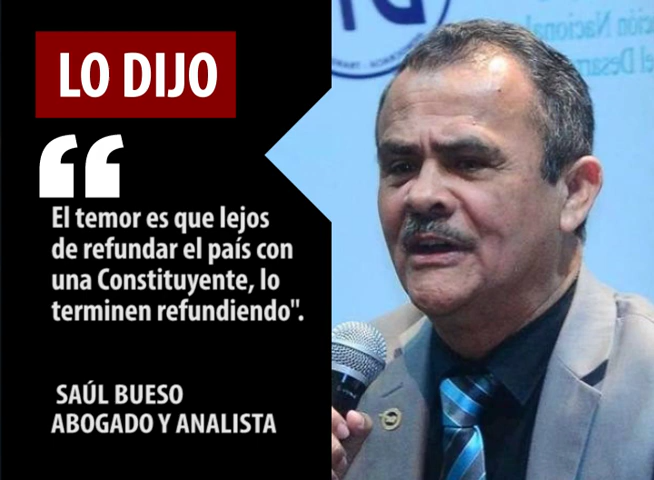 LO DIJO
“
El temor es que lejos
de refundar el país con
una Constituyente, lo
terminen refundiendo".
SAÚL BUESO
ABOGADO Y ANALISTA